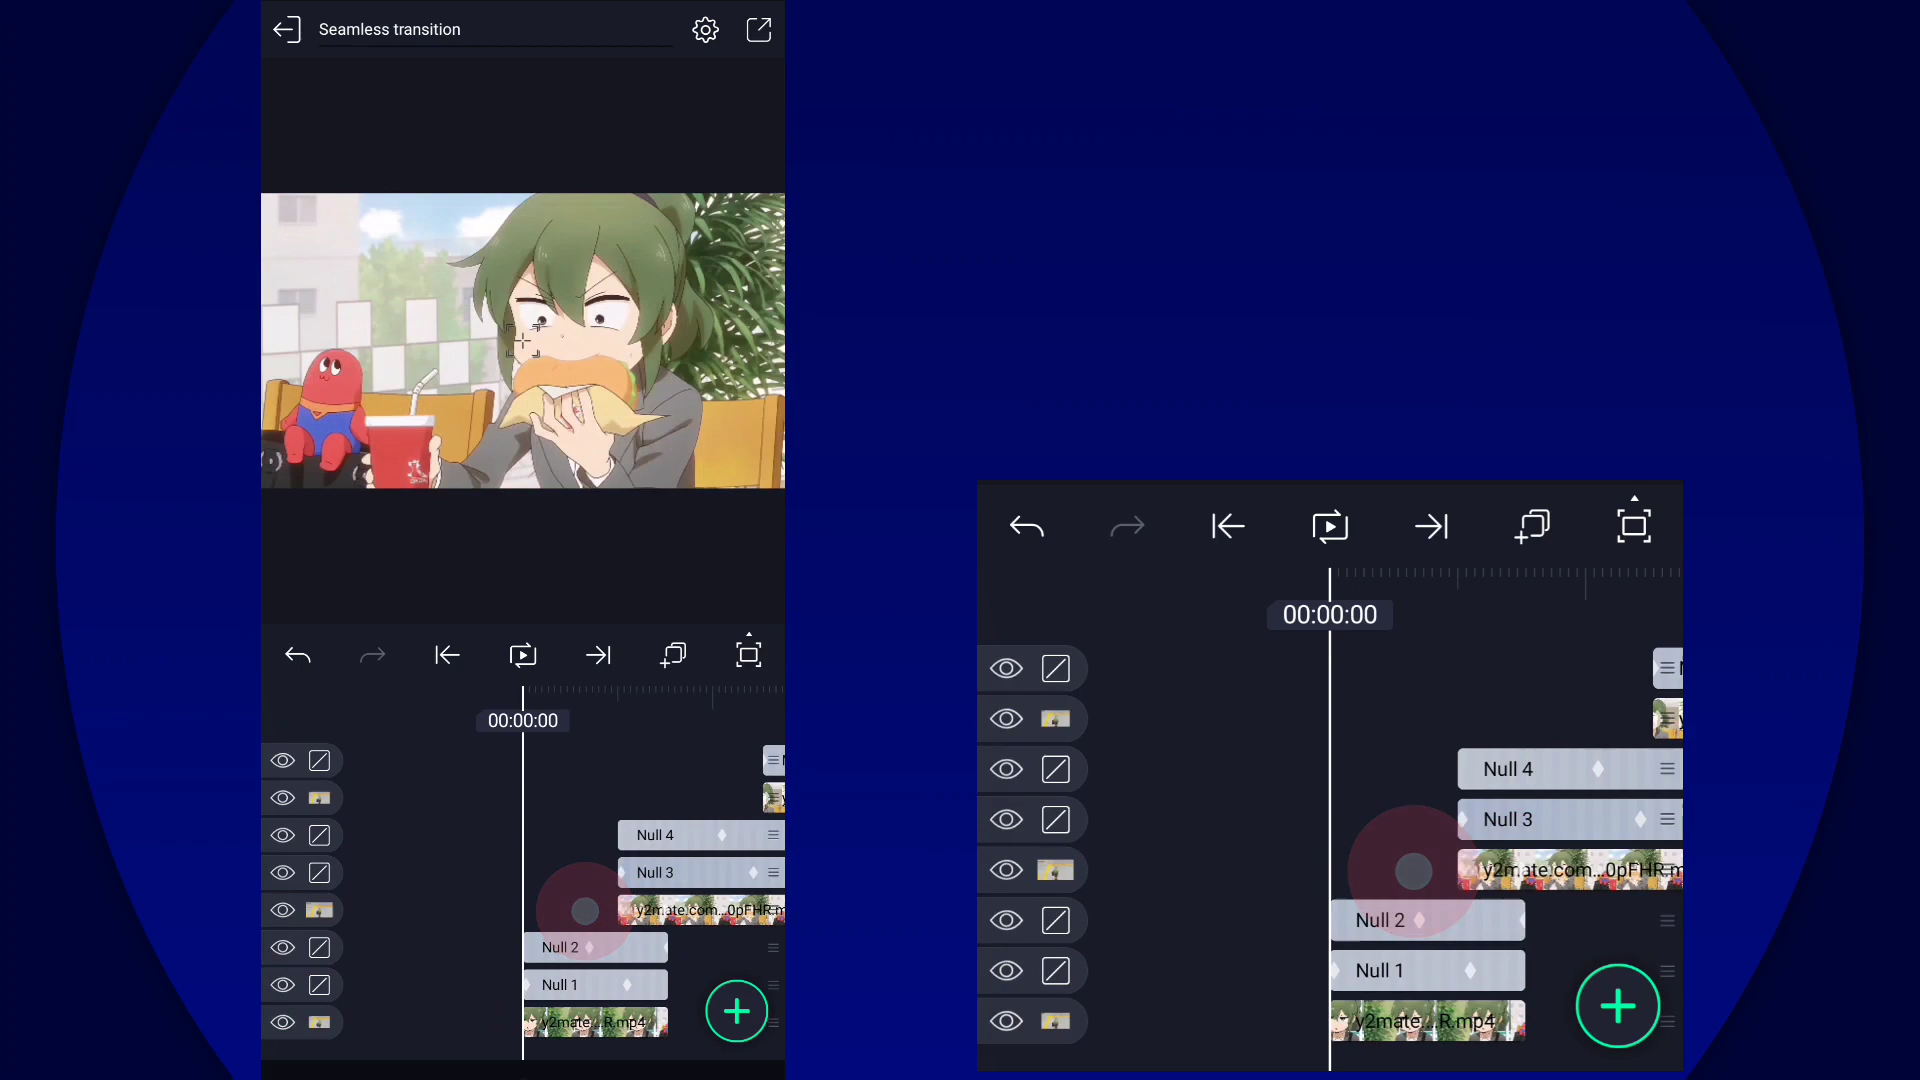 Seamless transition
00:00:00
Null 4
Null 3
y2mate.com...0pFHR.m
Null 2
Null 1
y2mate....R.mp4
00:00:00
Null 4
Null 3
y2mate.com...0pFHR.m
Null 2
Null 1
y2mate....R.mp4